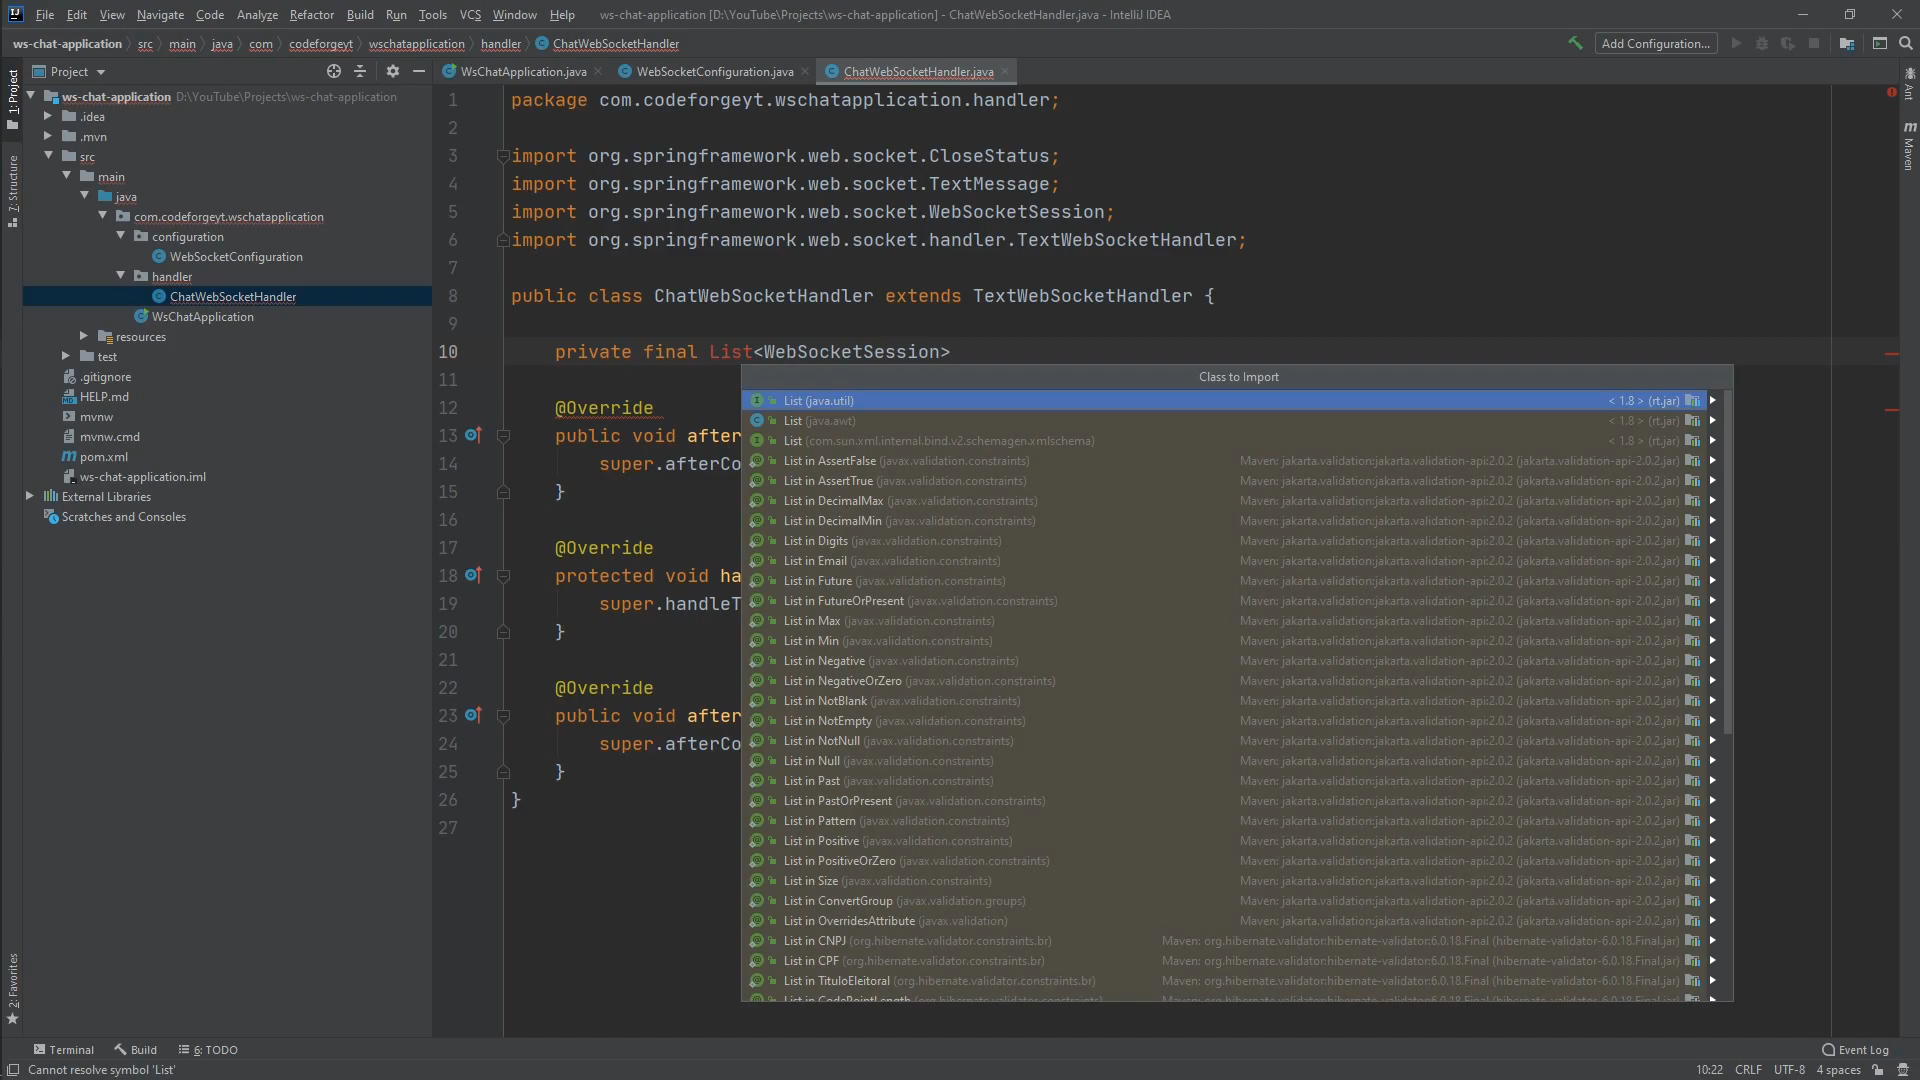 File Edit View Navigate Code Analyze Refactor Build Run Tools VCS Window Help ws-chat-application [D:\YouTube\Projects\ws-chat-application] - ChatWebSocketHandler.java - IntelliJ IDEA
ws-chat-application src main java com codeforgeyt wschatapplication handler ChatWebSocketHandler Add Configuration...
Project
WsChatApplication.java WebSocketConfiguration.java ChatWebSocketHandler.java
1: Project
7: Structure
2: Favorites
Ant
Maven
ws-chat-application D:\YouTube\Projects\ws-chat-application
.idea
.mvn
src
main
java
com.codeforgeyt.wschatapplication
configuration
WebSocketConfiguration
handler
ChatWebSocketHandler
WsChatApplication
resources
test
.gitignore
HELP.md
mvnw
mvnw.cmd
pom.xml
ws-chat-application.iml
External Libraries
Scratches and Consoles
1 package com.codeforgeyt.wschatapplication.handler;
2
3 import org.springframework.web.socket.CloseStatus;
4 import org.springframework.web.socket.TextMessage;
5 import org.springframework.web.socket.WebSocketSession;
6 import org.springframework.web.socket.handler.TextWebSocketHandler;
7
8 public class ChatWebSocketHandler extends TextWebSocketHandler {
9
10 private final List<WebSocketSession>
11
12 @Override
13 public void after
14 super.afterCo
15 }
16
17 @Override
18 protected void ha
19 super.handleT
20 }
21
22 @Override
23 public void after
24 super.afterCo
25 }
26 }
27
Class to Import
List (java.util) < 1.8 > (rt.jar)
List (java.awt) < 1.8 > (rt.jar)
List (com.sun.xml.internal.bind.v2.schemagen.xmlschema) < 1.8 > (rt.jar)
List in AssertFalse (javax.validation.constraints) Maven: jakarta.validation:jakarta.validation-api:2.0.2 (jakarta.validation-api-2.0.2.jar)
List in AssertTrue (javax.validation.constraints) Maven: jakarta.validation:jakarta.validation-api:2.0.2 (jakarta.validation-api-2.0.2.jar)
List in DecimalMax (javax.validation.constraints) Maven: jakarta.validation:jakarta.validation-api:2.0.2 (jakarta.validation-api-2.0.2.jar)
List in DecimalMin (javax.validation.constraints) Maven: jakarta.validation:jakarta.validation-api:2.0.2 (jakarta.validation-api-2.0.2.jar)
List in Digits (javax.validation.constraints) Maven: jakarta.validation:jakarta.validation-api:2.0.2 (jakarta.validation-api-2.0.2.jar)
List in Email (javax.validation.constraints) Maven: jakarta.validation:jakarta.validation-api:2.0.2 (jakarta.validation-api-2.0.2.jar)
List in Future (javax.validation.constraints) Maven: jakarta.validation:jakarta.validation-api:2.0.2 (jakarta.validation-api-2.0.2.jar)
List in FutureOrPresent (javax.validation.constraints) Maven: jakarta.validation:jakarta.validation-api:2.0.2 (jakarta.validation-api-2.0.2.jar)
List in Max (javax.validation.constraints) Maven: jakarta.validation:jakarta.validation-api:2.0.2 (jakarta.validation-api-2.0.2.jar)
List in Min (javax.validation.constraints) Maven: jakarta.validation:jakarta.validation-api:2.0.2 (jakarta.validation-api-2.0.2.jar)
List in Negative (javax.validation.constraints) Maven: jakarta.validation:jakarta.validation-api:2.0.2 (jakarta.validation-api-2.0.2.jar)
List in NegativeOrZero (javax.validation.constraints) Maven: jakarta.validation:jakarta.validation-api:2.0.2 (jakarta.validation-api-2.0.2.jar)
List in NotBlank (javax.validation.constraints) Maven: jakarta.validation:jakarta.validation-api:2.0.2 (jakarta.validation-api-2.0.2.jar)
List in NotEmpty (javax.validation.constraints) Maven: jakarta.validation:jakarta.validation-api:2.0.2 (jakarta.validation-api-2.0.2.jar)
List in NotNull (javax.validation.constraints) Maven: jakarta.validation:jakarta.validation-api:2.0.2 (jakarta.validation-api-2.0.2.jar)
List in Null (javax.validation.constraints) Maven: jakarta.validation:jakarta.validation-api:2.0.2 (jakarta.validation-api-2.0.2.jar)
List in Past (javax.validation.constraints) Maven: jakarta.validation:jakarta.validation-api:2.0.2 (jakarta.validation-api-2.0.2.jar)
List in PastOrPresent (javax.validation.constraints) Maven: jakarta.validation:jakarta.validation-api:2.0.2 (jakarta.validation-api-2.0.2.jar)
List in Pattern (javax.validation.constraints) Maven: jakarta.validation:jakarta.validation-api:2.0.2 (jakarta.validation-api-2.0.2.jar)
List in Positive (javax.validation.constraints) Maven: jakarta.validation:jakarta.validation-api:2.0.2 (jakarta.validation-api-2.0.2.jar)
List in PositiveOrZero (javax.validation.constraints) Maven: jakarta.validation:jakarta.validation-api:2.0.2 (jakarta.validation-api-2.0.2.jar)
List in Size (javax.validation.constraints) Maven: jakarta.validation:jakarta.validation-api:2.0.2 (jakarta.validation-api-2.0.2.jar)
List in ConvertGroup (javax.validation.groups) Maven: jakarta.validation:jakarta.validation-api:2.0.2 (jakarta.validation-api-2.0.2.jar)
List in OverridesAttribute (javax.validation) Maven: jakarta.validation:jakarta.validation-api:2.0.2 (jakarta.validation-api-2.0.2.jar)
List in CNPJ (org.hibernate.validator.constraints.br) Maven: org.hibernate.validator:hibernate-validator:6.0.18.Final (hibernate-validator-6.0.18.Final.jar)
List in CPF (org.hibernate.validator.constraints.br) Maven: org.hibernate.validator:hibernate-validator:6.0.18.Final (hibernate-validator-6.0.18.Final.jar)
List in TituloEleitoral (org.hibernate.validator.constraints.br) Maven: org.hibernate.validator:hibernate-validator:6.0.18.Final (hibernate-validator-6.0.18.Final.jar)
List in CodePointLength (org.hibernate.validator.constraints) Maven: org.hibernate.validator:hibernate-validator:6.0.18.Final (hibernate-validator-6.0.18.Final.jar)
Terminal Build 6: TODO Event Log
Cannot resolve symbol 'List' 10:22 CRLF UTF-8 4 spaces